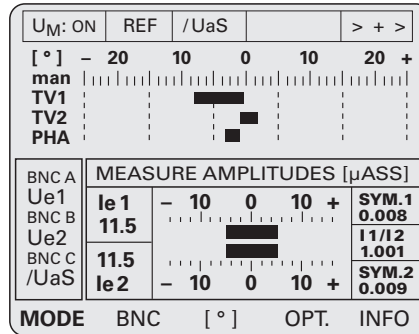 UM: ON REF /UaS > + >
[ ° ] – 20 10 0 10 20 +
man
TV1
TV2
PHA
BNC A
Ue1
BNC B
Ue2
BNC C
/UaS
MEASURE AMPLITUDES [µASS]
Ie 1 – 10 0 10 + SYM.1
11.5 0.008
I1/I2
1.001
11.5 SYM.2
Ie 2 – 10 0 10 + 0.009
MODE BNC [ ° ] OPT. INFO